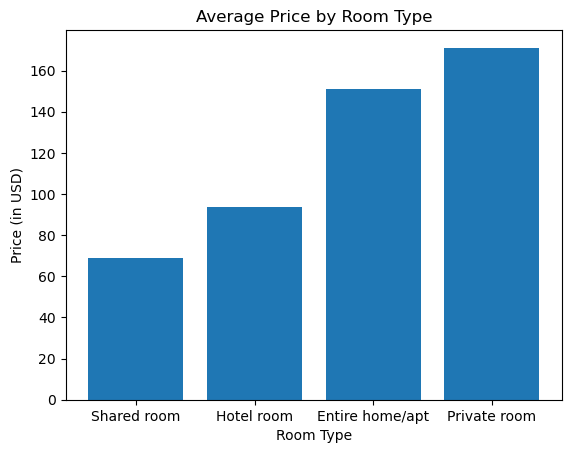 Average Price by Room Type
Price (in USD)
160
140
120
100
80
60
40
20
0
Shared room Hotel room Entire home/apt Private room
Room Type